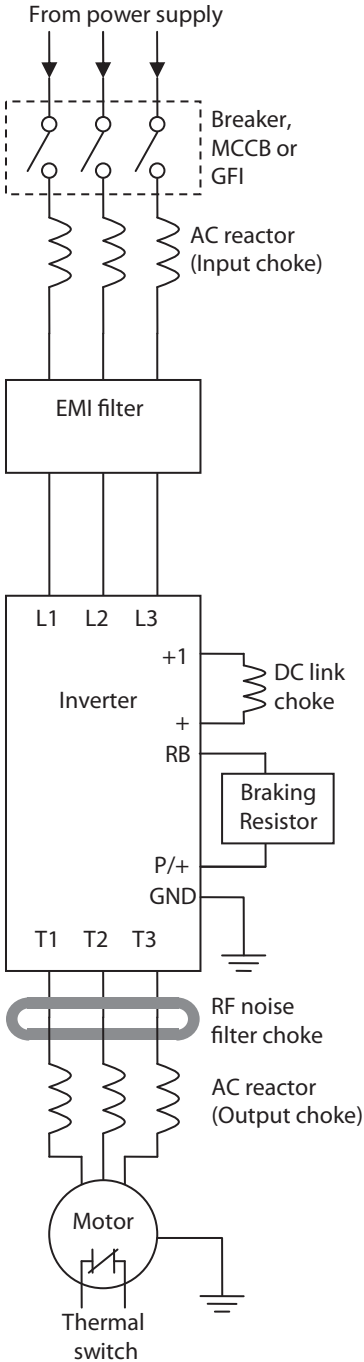 From power supply
Breaker,
MCCB or
GFI
AC reactor
(Input choke)
EMI filter
L1 L2 L3
+1
DC link
choke
Inverter
+
RB
Braking
Resistor
P/+
GND
T1 T2 T3
RF noise
filter choke
AC reactor
(Output choke)
Motor
Thermal
switch